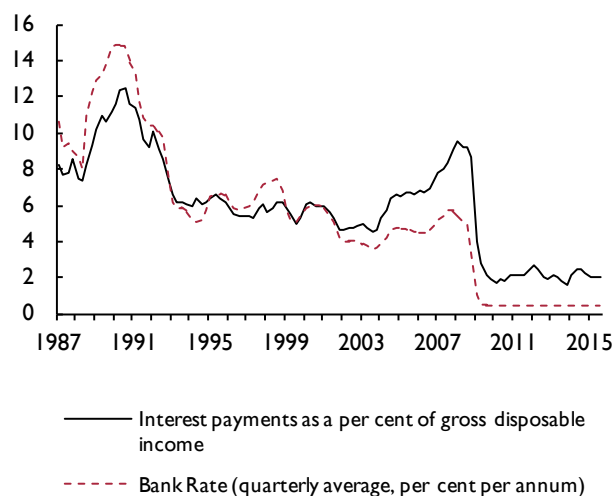 16
14
12
10
8
6
4
2
0
1987 1991 1995 1999 2003 2007 2011 2015
Interest payments as a per cent of gross disposable
income
Bank Rate (quarterly average, per cent per annum)